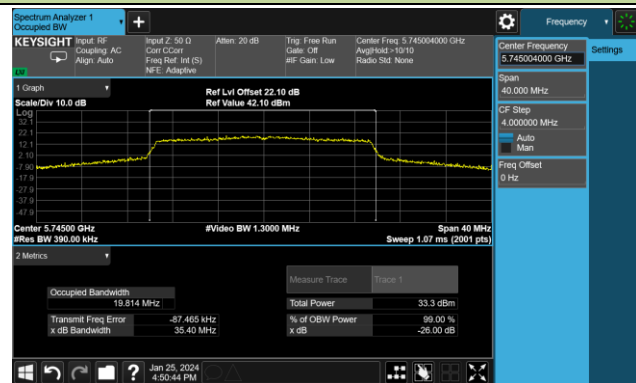 Spectrum Analyzer 1
Occupied BW
Frequency
KEYSIGHT
Input: RF
Coupling: AC
Align: Auto
Input Z: 50 Ω
Corr CCorr
Freq Ref: Int (S)
NFE: Adaptive
Atten: 20 dB
Trig: Free Run
Gate: Off
#IF Gain: Low
Center Freq: 5.745004000 GHz
Avg|Hold:>10/10
Radio Std: None
Center Frequency
5.745004000 GHz
Settings
Span
40.000 MHz
CF Step
4.000000 MHz
Auto
Man
Freq Offset
0 Hz
1 Graph
Scale/Div 10.0 dB
Ref Lvl Offset 22.10 dB
Ref Value 42.10 dBm
Log
32.1
22.1
12.1
2.10
-7.90
-17.9
-27.9
-37.9
-47.9
Center 5.74500 GHz
#Video BW 1.3000 MHz
Span 40 MHz
#Res BW 390.00 kHz
Sweep 1.07 ms (2001 pts)
2 Metrics
Measure Trace
Trace 1
Occupied Bandwidth
19.814 MHz
Total Power
33.3 dBm
Transmit Freq Error
-87.465 kHz
% of OBW Power
99.00 %
x dB Bandwidth
35.40 MHz
x dB
-26.00 dB
Jan 25, 2024
4:50:44 PM